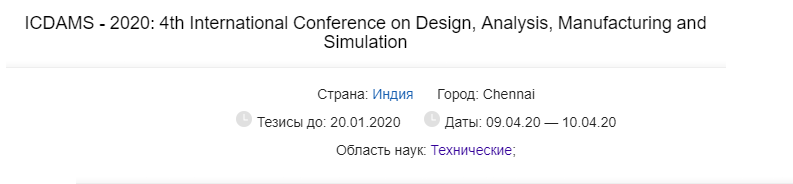 ICDAMS - 2020: 4th International Conference on Design, Analysis, Manufacturing and
Simulation
Страна: Индия Город: Chennai
Тезисы до: 20.01.2020 Даты: 09.04.20 — 10.04.20
Область наук: Технические;